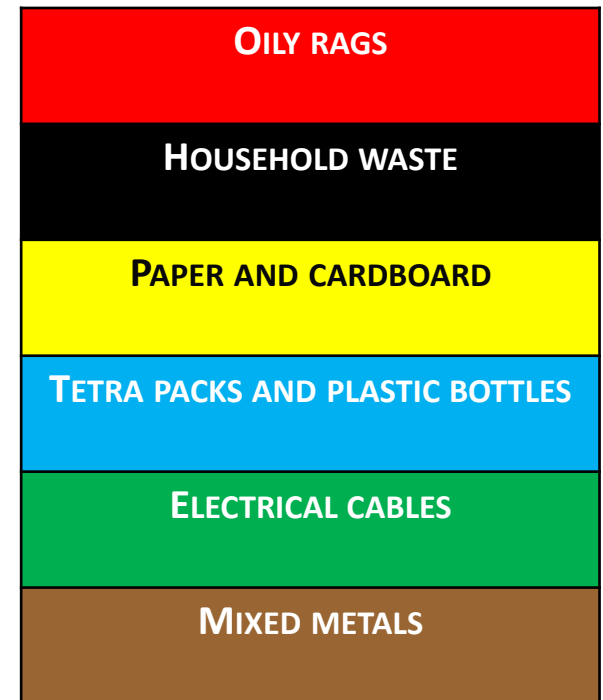 Oily rags
Household waste
Paper and cardboard
Tetra packs and plastic bottles
Electrical cables
Mixed metals